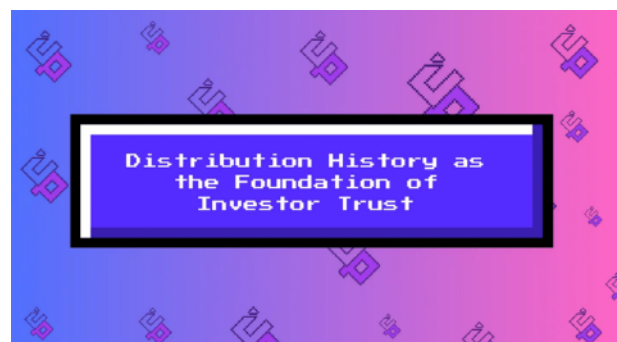 Distribution History as
the Foundation of
Investor Trust